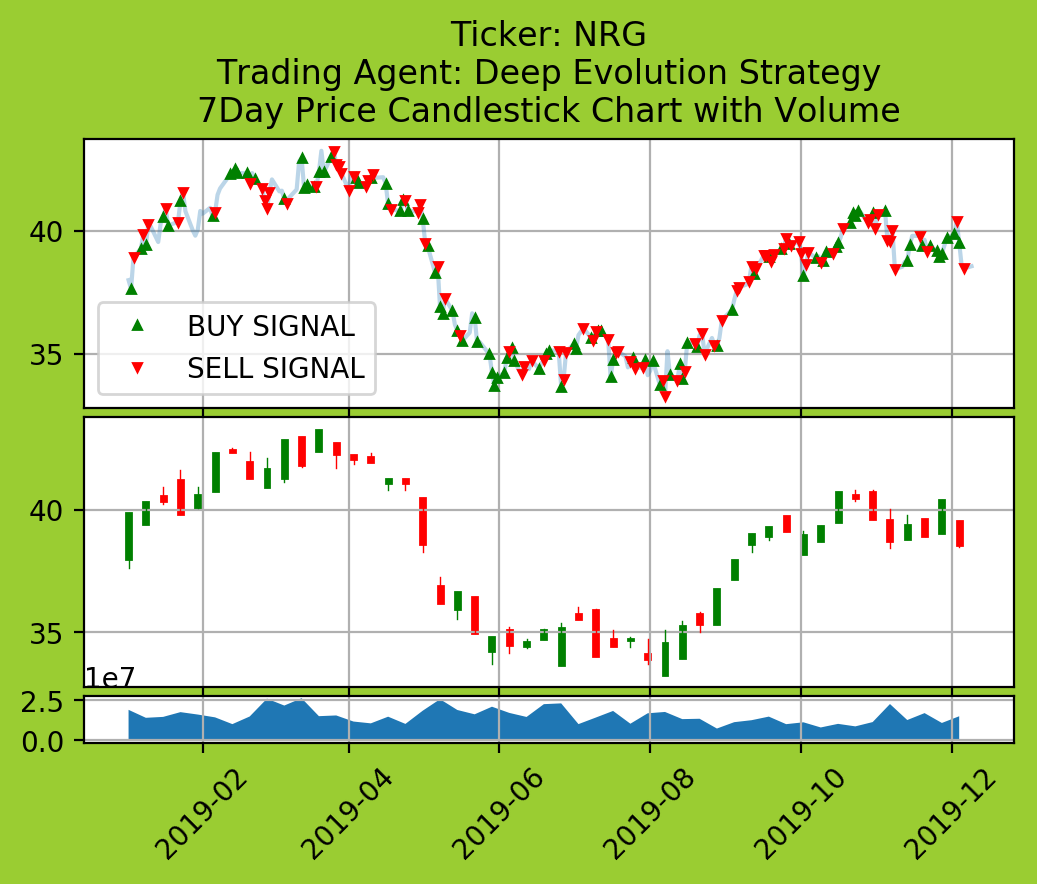 Ticker: NRG
Trading Agent: Deep Evolution Strategy
7Day Price Candlestick Chart with Volume
40
35
BUY SIGNAL
SELL SIGNAL
40
35
1e7
2.5
0.0
2019-02
2019-04
2019-06
2019-08
2019-10
2019-12